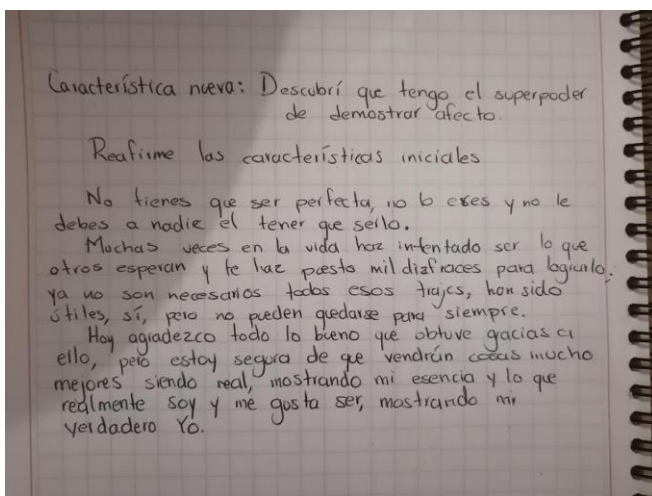 Característica nueva: Descubrí que tengo el superpoder
de demostrar afecto.
Reafirme las características iniciales
No tienes que ser perfecta, no lo eres y no le
debes a nadie el tener que serlo.
Muchas veces en la vida haz intentado ser lo que
otros esperan y te haz puesto mil disfraces para lograrlo,
ya no son necesarios todos esos trajes, han sido
útiles, sí, pero no pueden quedarse para siempre.
Hoy agradezco todo lo bueno que obtuve gacias a
ello, pero estoy segura de que vendrán cosas mucho
mejores siendo real, mostrando mi esencia y lo que
realmente soy y me gusta ser, mostrando mi
verdadero Yo.